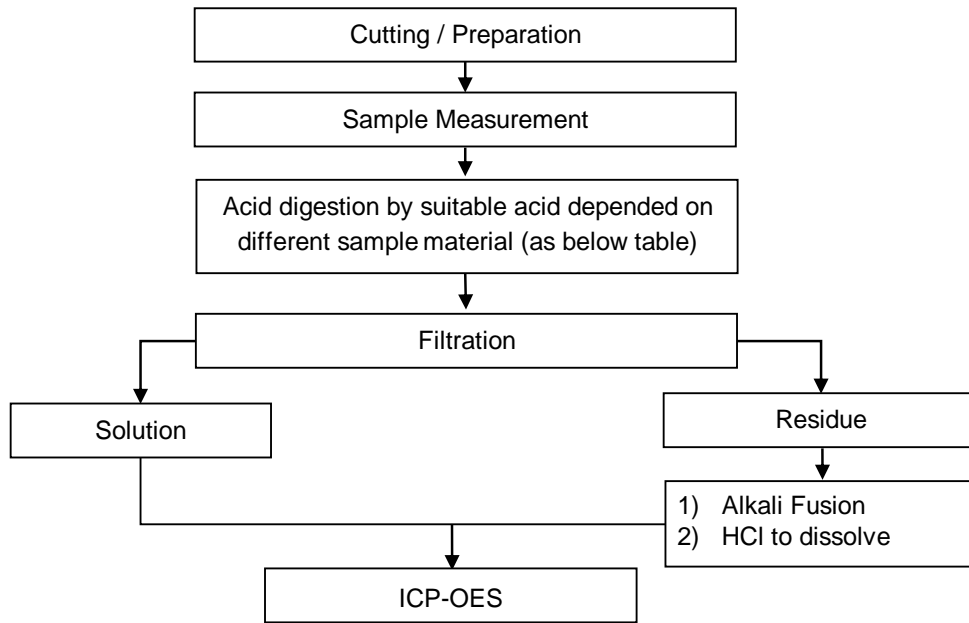 Cutting / Preparation
Sample Measurement
Acid digestion by suitable acid depended on
different sample material (as below table)
Filtration
Solution
Residue
1) Alkali Fusion
2) HCl to dissolve
ICP-OES